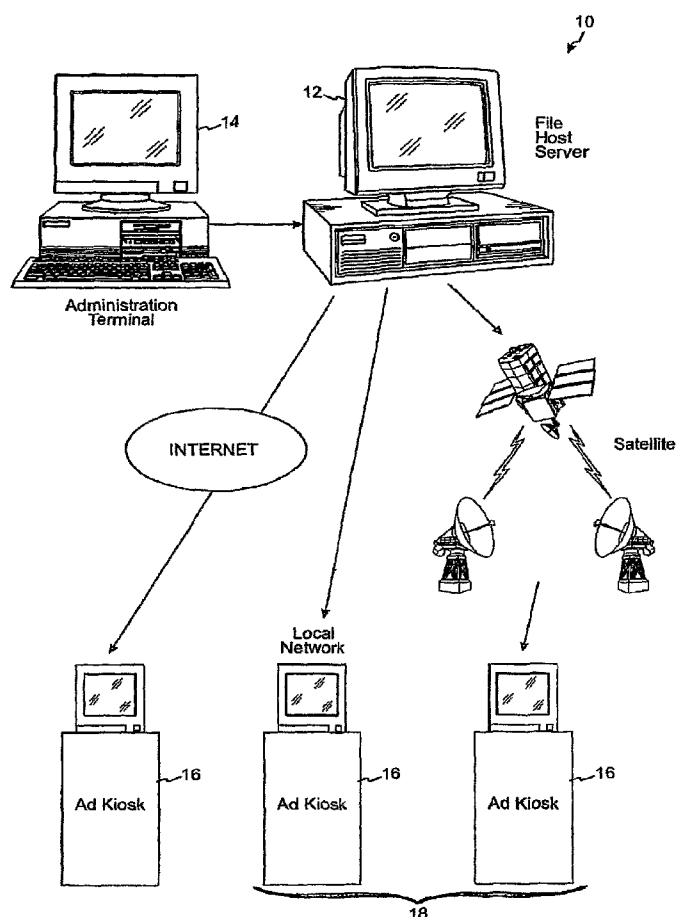 10
14
12
File
Host
Server
Administration
Terminal
INTERNET
Satellite
Local
Network
16
16
16
Ad Kiosk
Ad Kiosk
Ad Kiosk
18